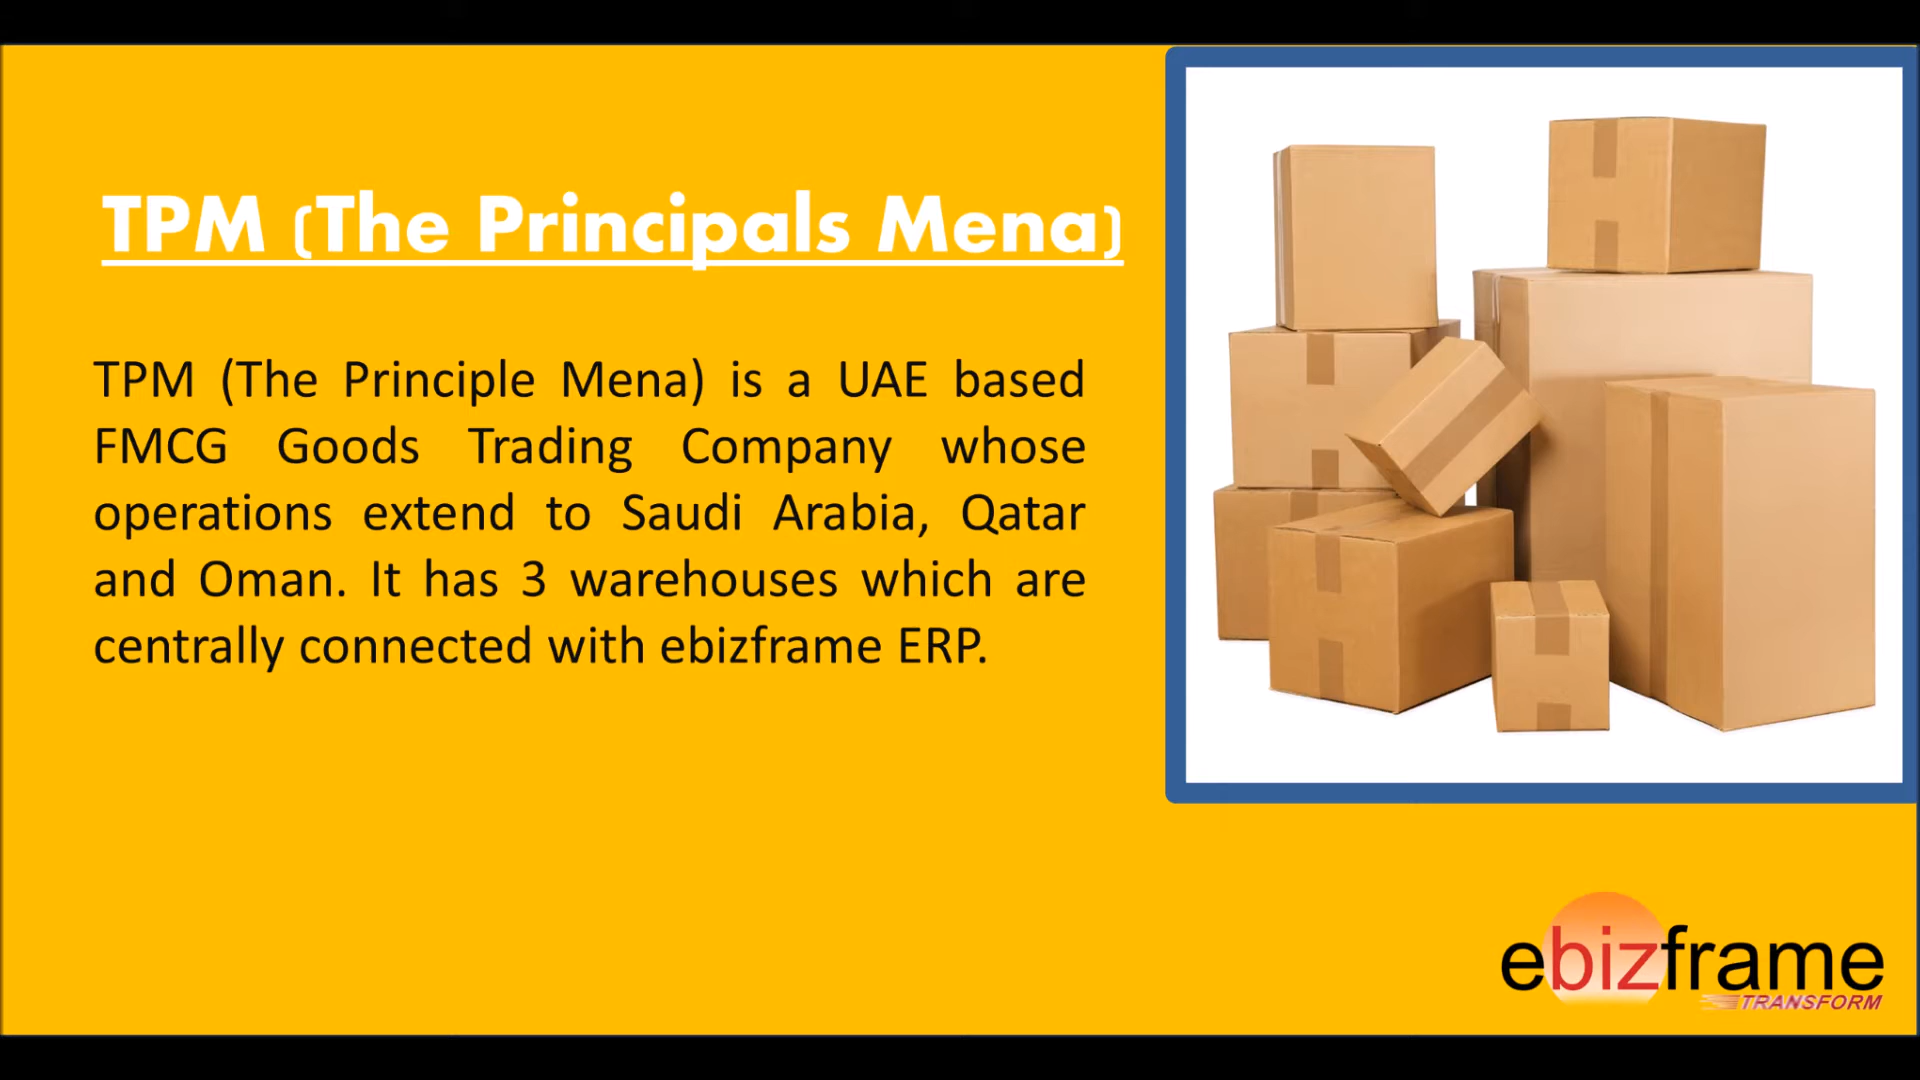 TPM (The Principals Mena)
TPM (The Principle Mena) is a UAE based
FMCG Goods Trading Company whose
operations extend to Saudi Arabia, Qatar
and Oman. It has 3 warehouses which are
centrally connected with ebizframe ERP.
ebizframe
TRANSFORM